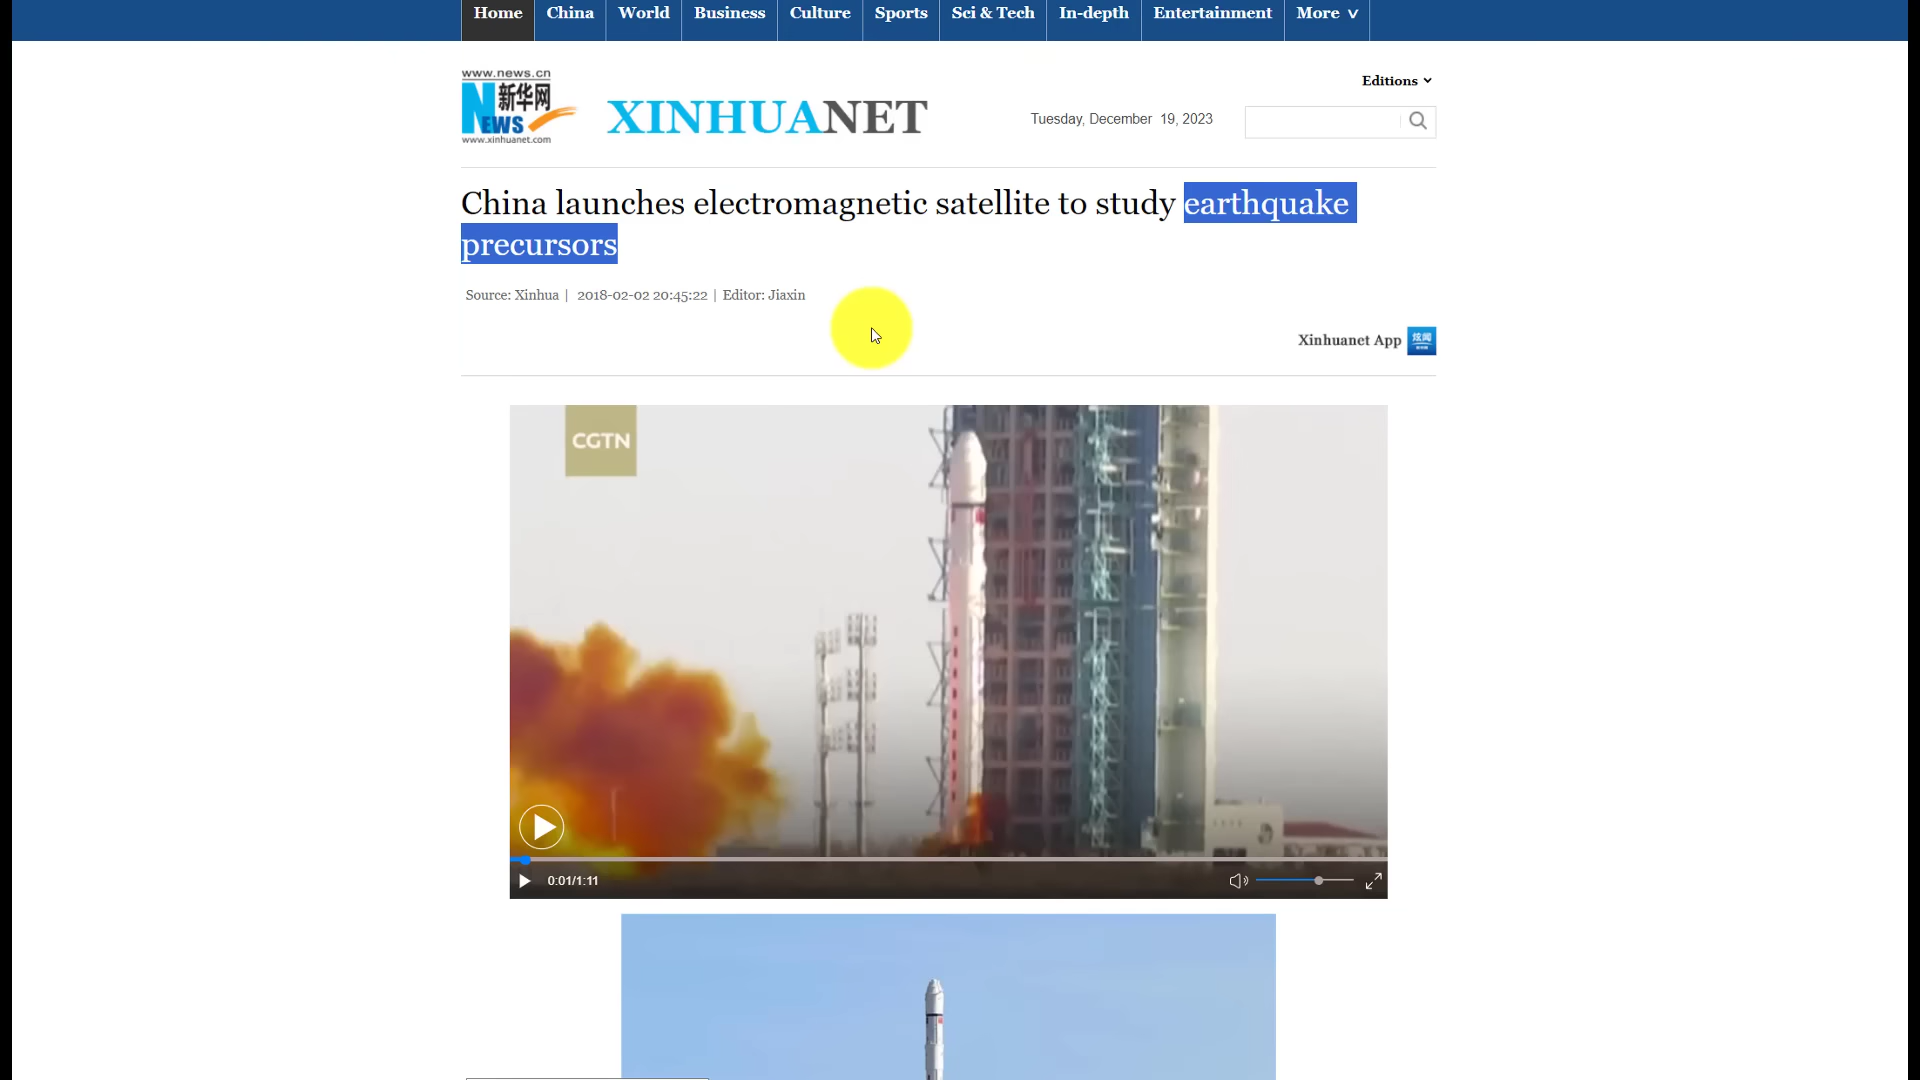 Home China World Business Culture Sports Sci & Tech In-depth Entertainment More
www.news.cn
新华网
NEWS
www.xinhuanet.com
XINHUANET
Tuesday, December 19, 2023
Editions
China launches electromagnetic satellite to study earthquake
precursors
Source: Xinhua | 2018-02-02 20:45:22 | Editor: Jiaxin
Xinhuanet App
CGTN
0:01/1:11